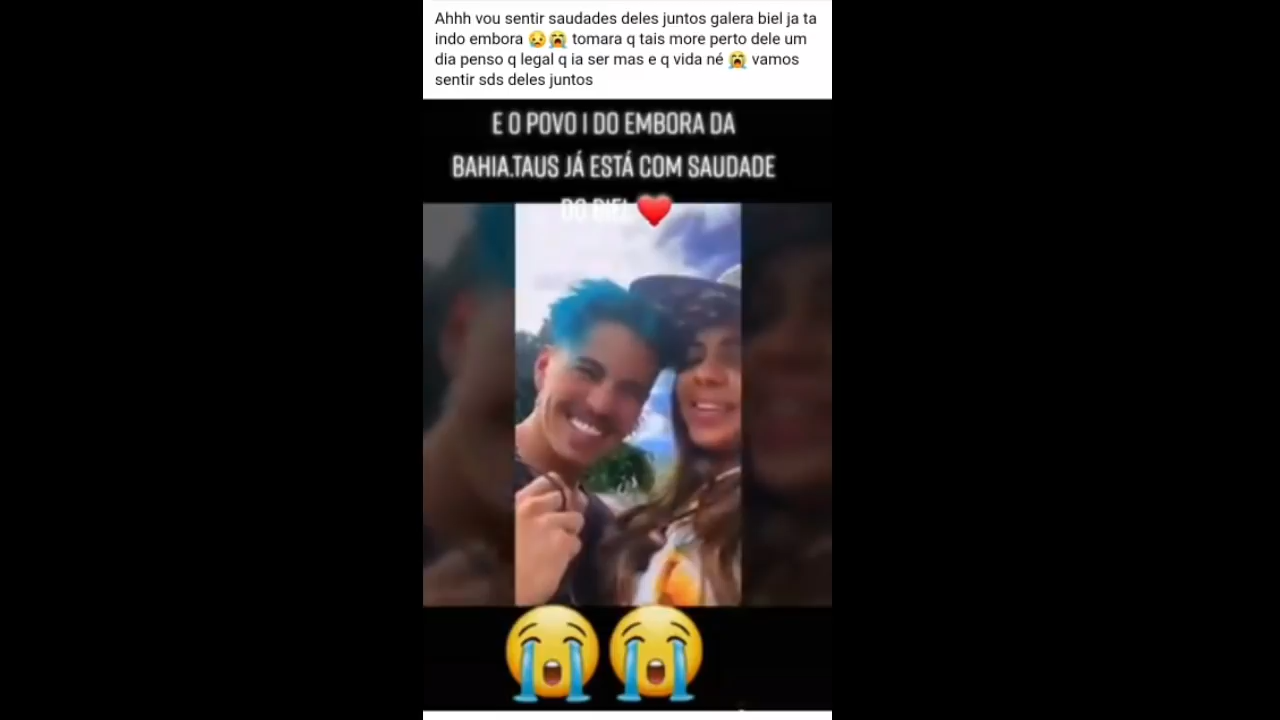 Ahhh vou sentir saudades deles juntos galera biel ja ta
indo embora 😥😭 tomara q tais more perto dele um
dia penso q legal q ia ser mas e q vida né 😭 vamos
sentir sds deles juntos
E O POVO I DO EMBORA DA
BAHIA.TAUS JÁ ESTÁ COM SAUDADE
DO BIEL ❤️